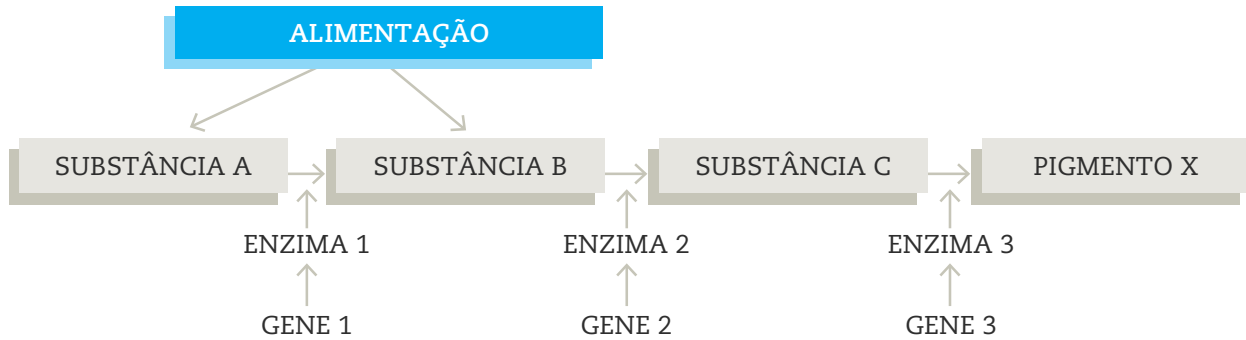 ALIMENTAÇÃO
SUBSTÂNCIA A
SUBSTÂNCIA B
SUBSTÂNCIA C
PIGMENTO X
ENZIMA 1
ENZIMA 2
ENZIMA 3
GENE 1
GENE 2
GENE 3